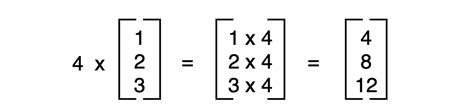 4 x [1 2 3] = [1 x 4 2 x 4 3 x 4] = [4 8 12]